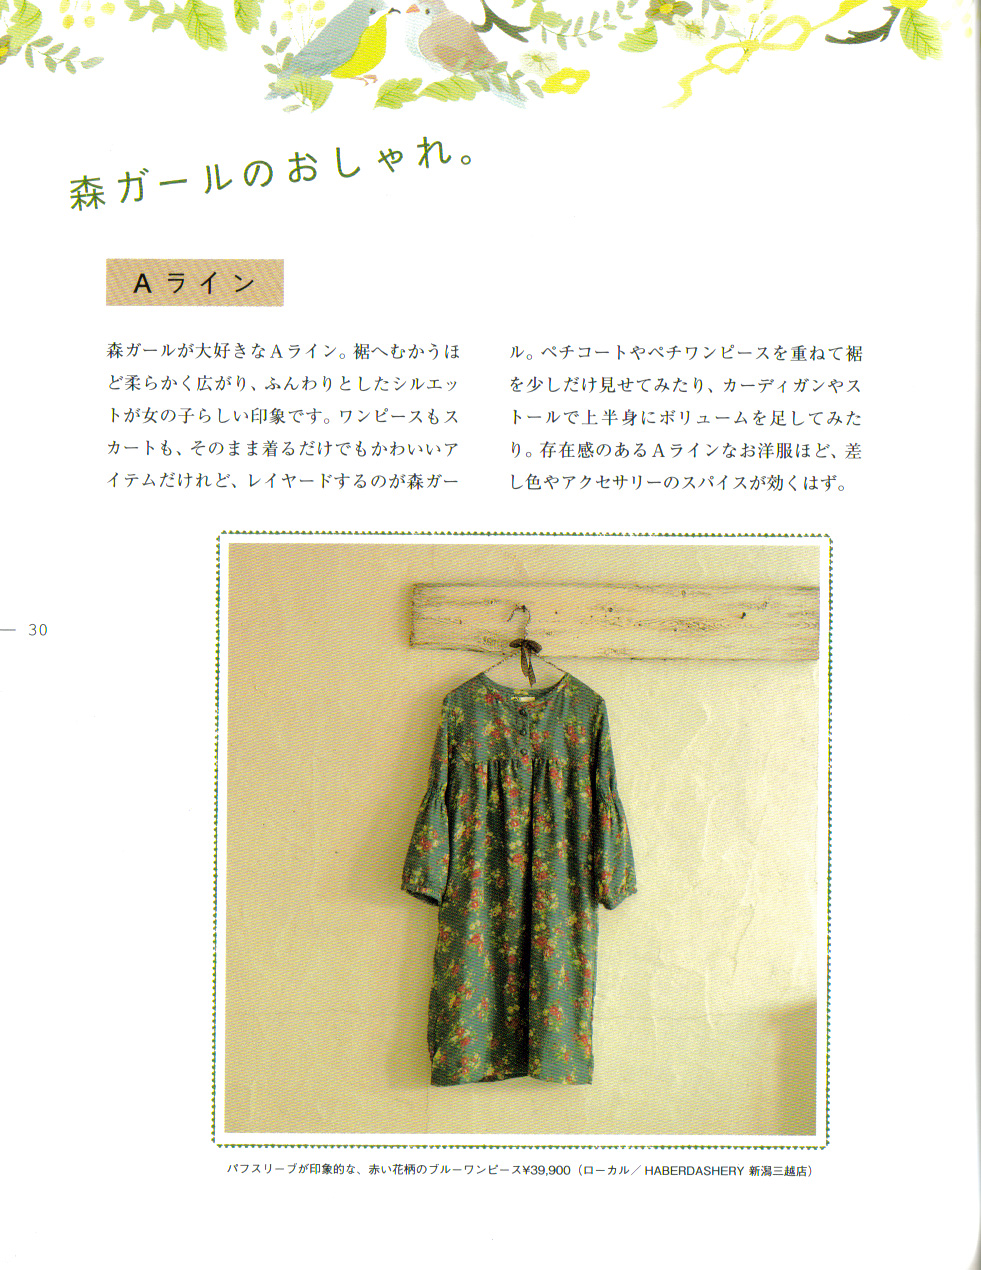 森ガールのおしゃれ。
Aライン
森ガールが大好きなAライン。裾へむかうほ
ど柔らかく広がり、ふんわりとしたシルエッ
トが女の子らしい印象です。ワンピースもス
カートも、そのまま着るだけでもかわいいア
イテムだけれど、レイヤードするのが森ガー
ル。ペチコートやペチワンピースを重ねて裾
を少しだけ見せてみたり、カーディガンやス
トールで上半身にボリュームを足してみた
り。存在感のあるAラインなお洋服ほど、差
し色やアクセサリーのスパイスが効くはず。
30
パフスリーブが印象的な、赤い花柄のブルーワンピース¥39,900（ローカル／HABERDASHERY 新潟三越店）